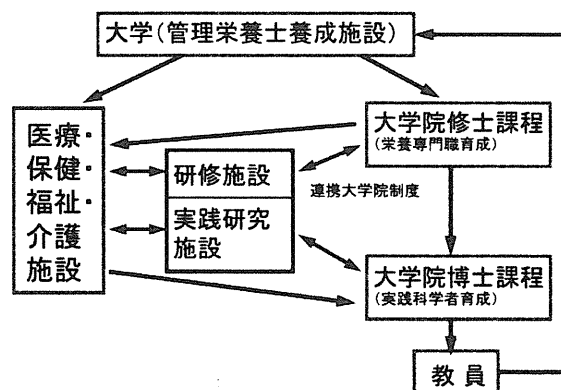 大学(管理栄養士養成施設)
医療・
保健・
福祉・
介護
施設
研修施設
実践研究
施設
大学院修士課程
(栄養専門職育成)
連携大学院制度
大学院博士課程
(実践科学者育成)
教員